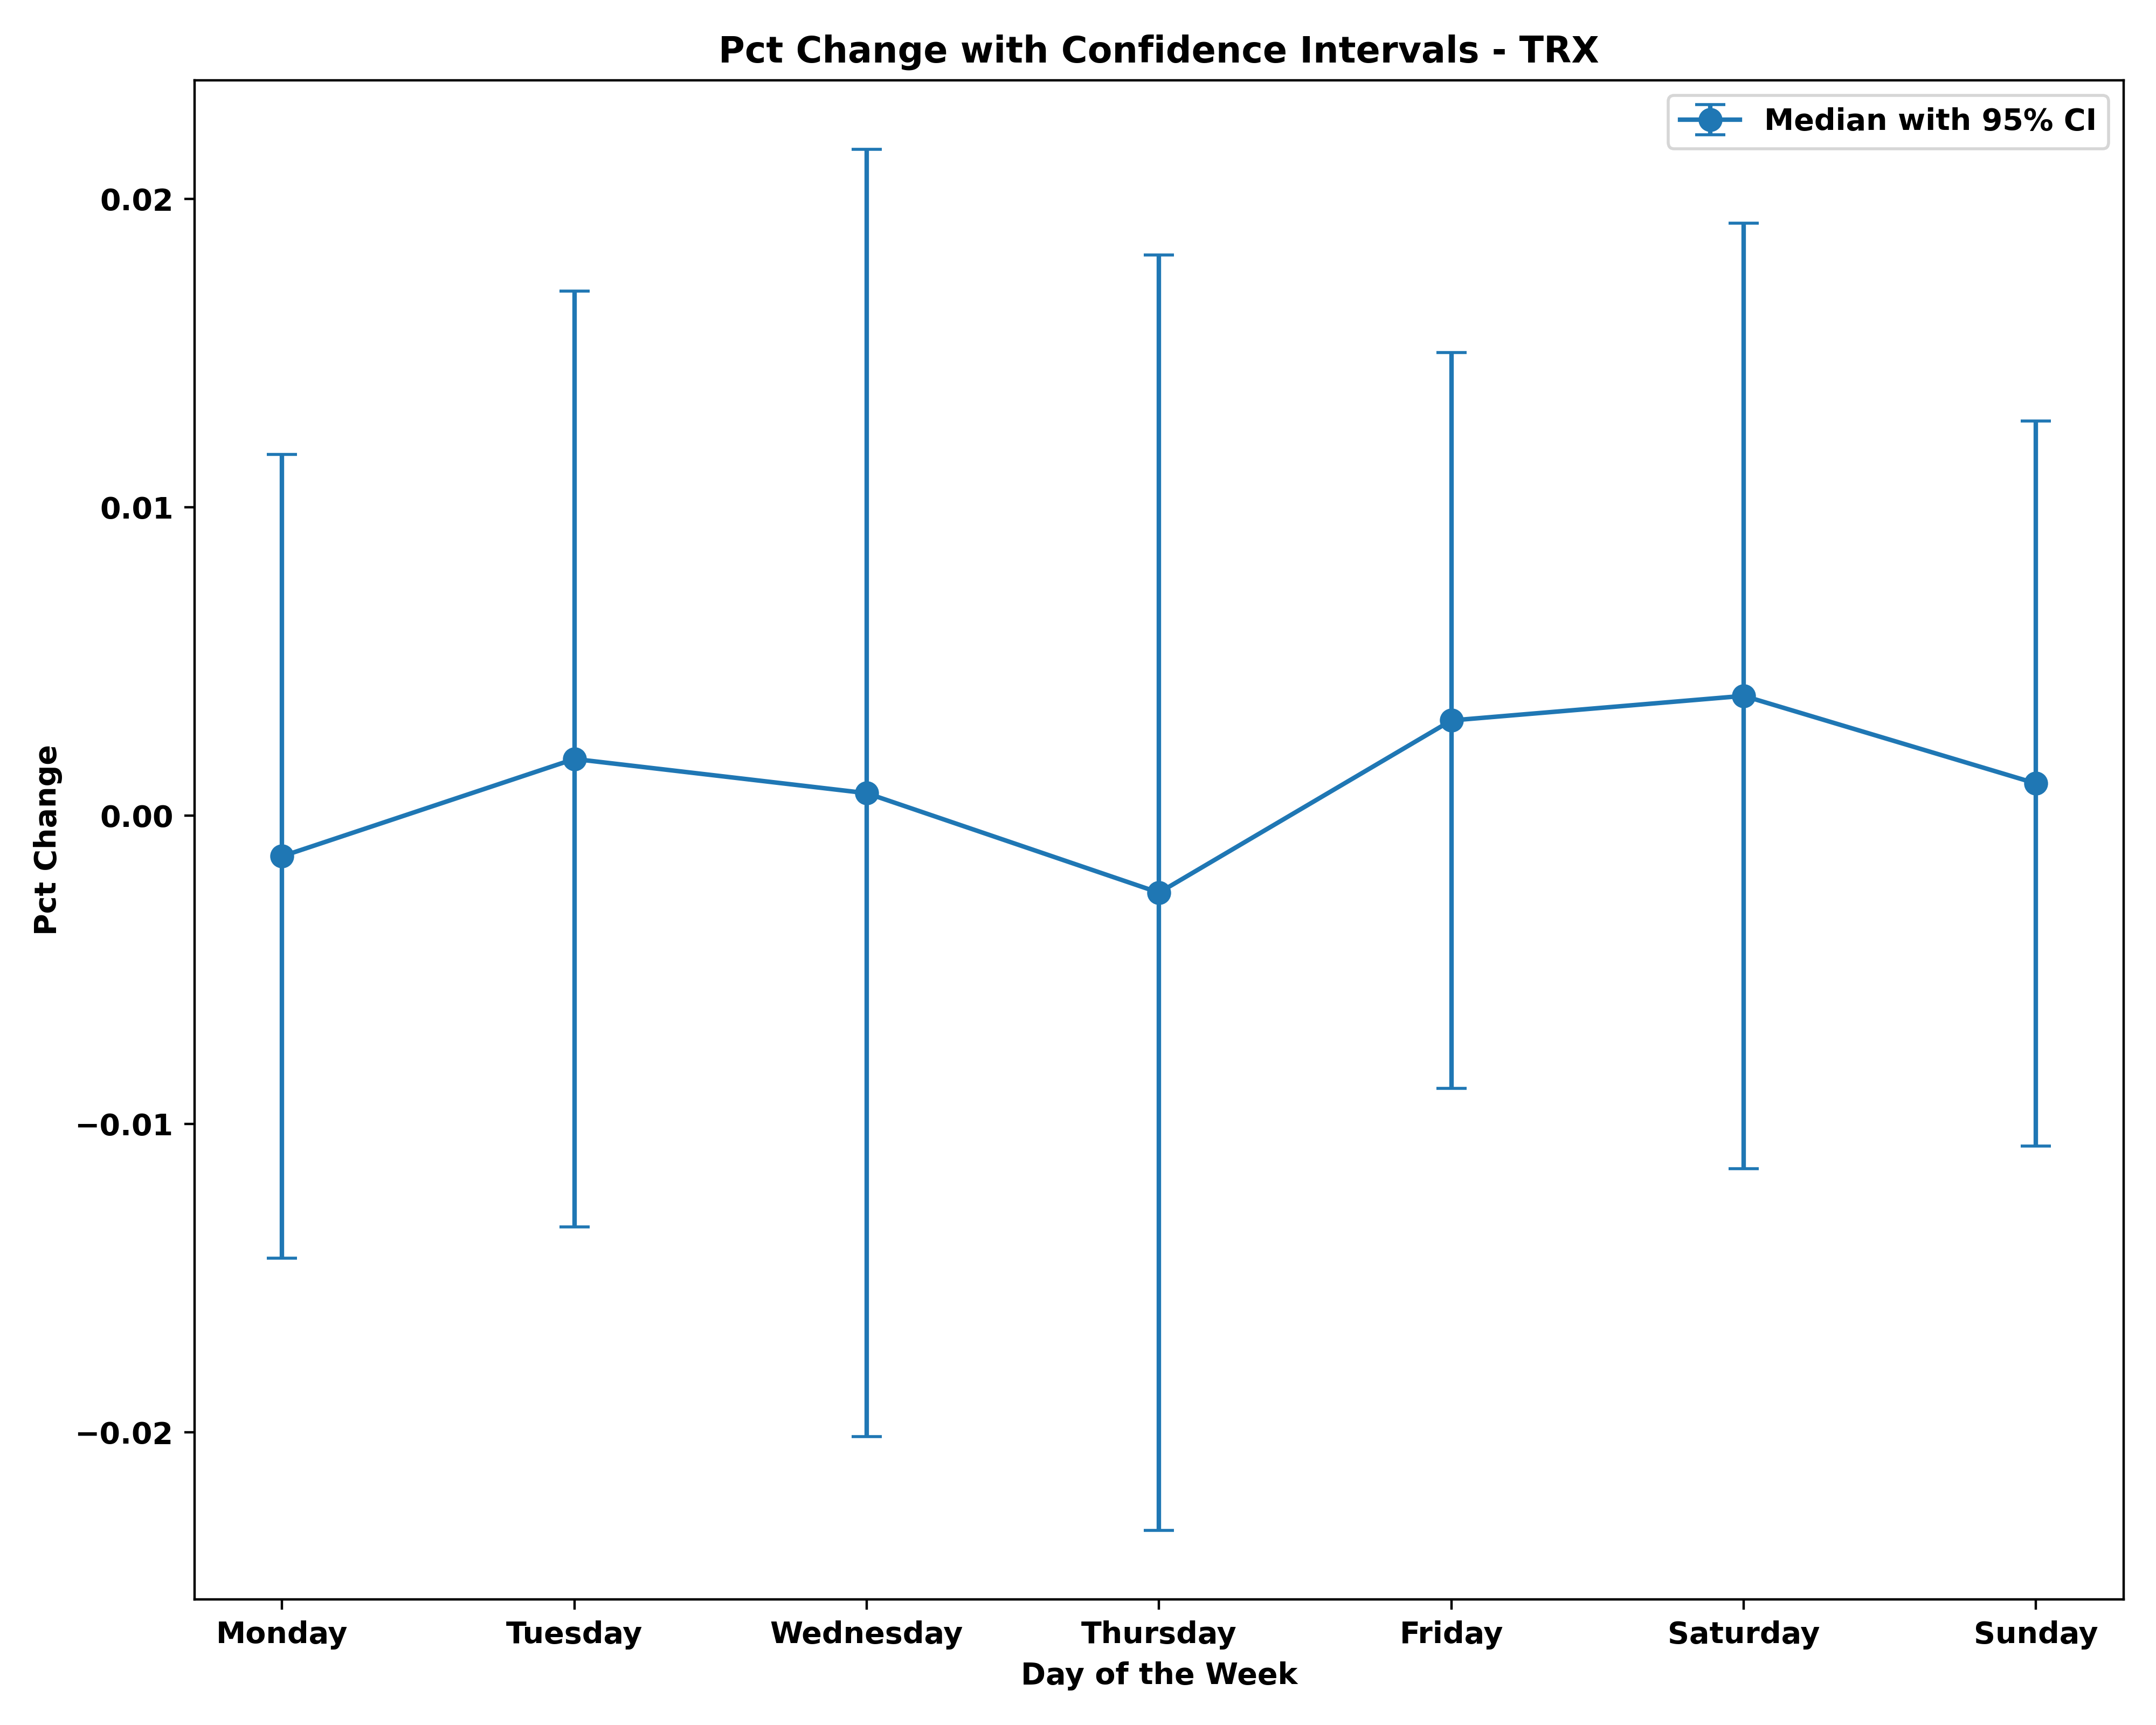 Pct Change with Confidence Intervals - TRX
Median with 95% CI
0.02
0.01
0.00
−0.01
−0.02
Pct Change
Monday Tuesday Wednesday Thursday Friday Saturday Sunday
Day of the Week